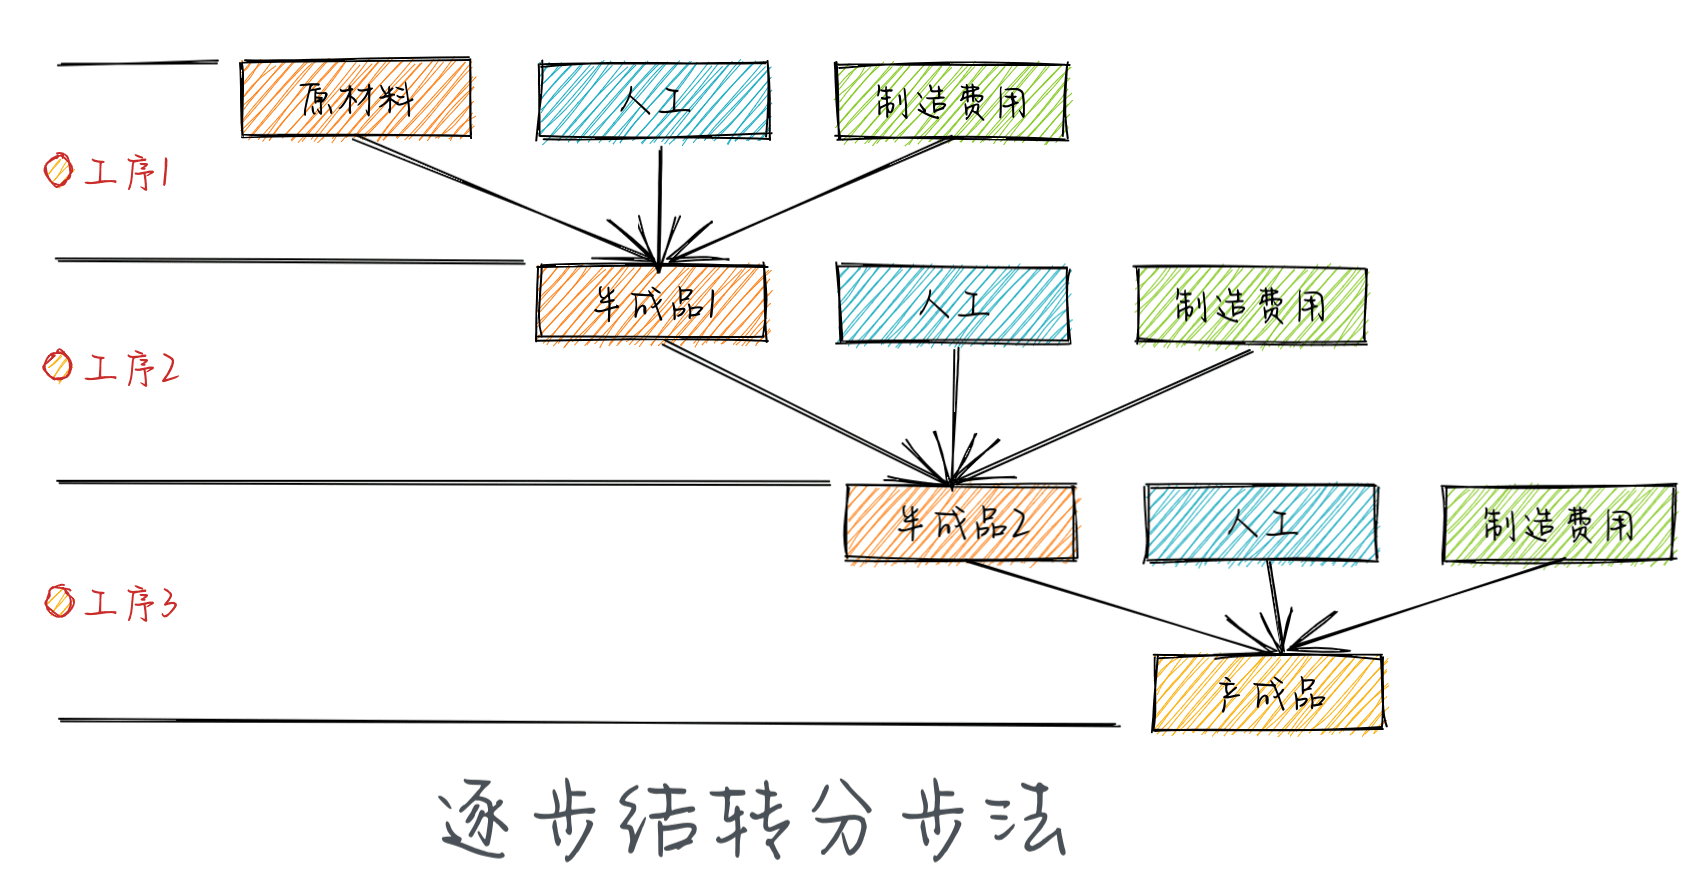 原材料
人工
制造费用
工序1
半成品1
人工
制造费用
工序2
半成品2
人工
制造费用
工序3
产成品
逐步结转分步法